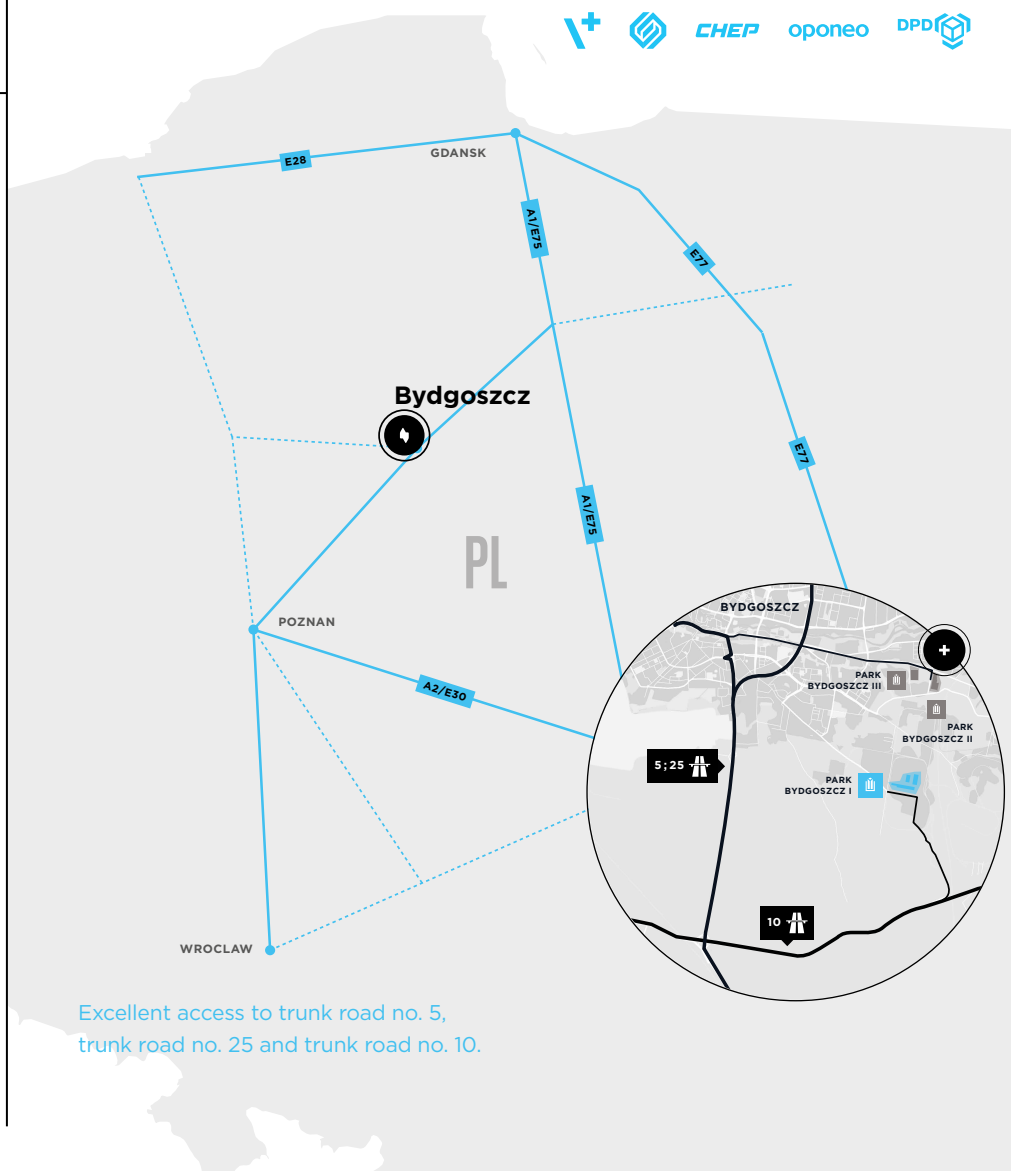 CHEP
oponeo
DPD
GDANSK
E28
A1/E75
E77
Bydgoszcz
E77
A1/E75
PL
POZNAN
A2/E30
BYDGOSZCZ
PARK
BYDGOSZCZ III
PARK
BYDGOSZCZ II
5;25
PARK
BYDGOSZCZ I
10
WROCLAW
Excellent access to trunk road no. 5,
trunk road no. 25 and trunk road no. 10.